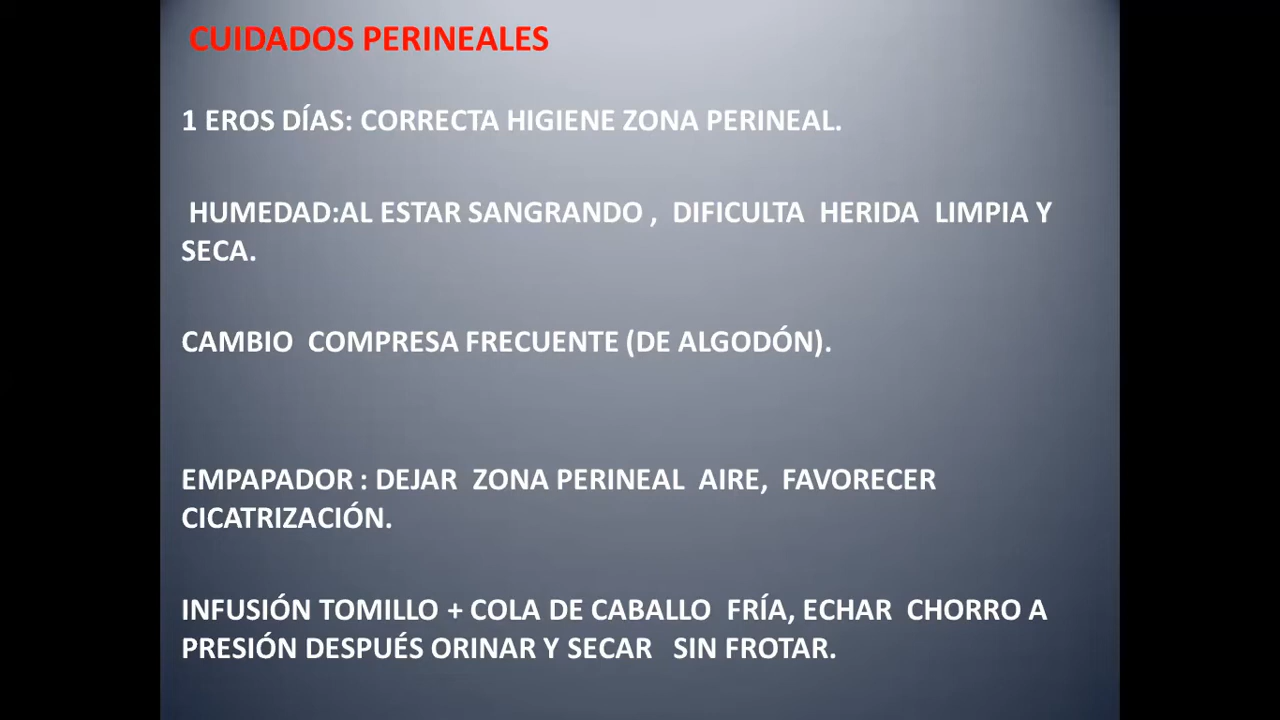 CUIDADOS PERINEALES
1 EROS DÍAS: CORRECTA HIGIENE ZONA PERINEAL.
HUMEDAD:AL ESTAR SANGRANDO , DIFICULTA HERIDA LIMPIA Y
SECA.
CAMBIO COMPRESA FRECUENTE (DE ALGODÓN).
EMPAPADOR : DEJAR ZONA PERINEAL AIRE, FAVORECER
CICATRIZACIÓN.
INFUSIÓN TOMILLO + COLA DE CABALLO FRÍA, ECHAR CHORRO A
PRESIÓN DESPUÉS ORINAR Y SECAR SIN FROTAR.